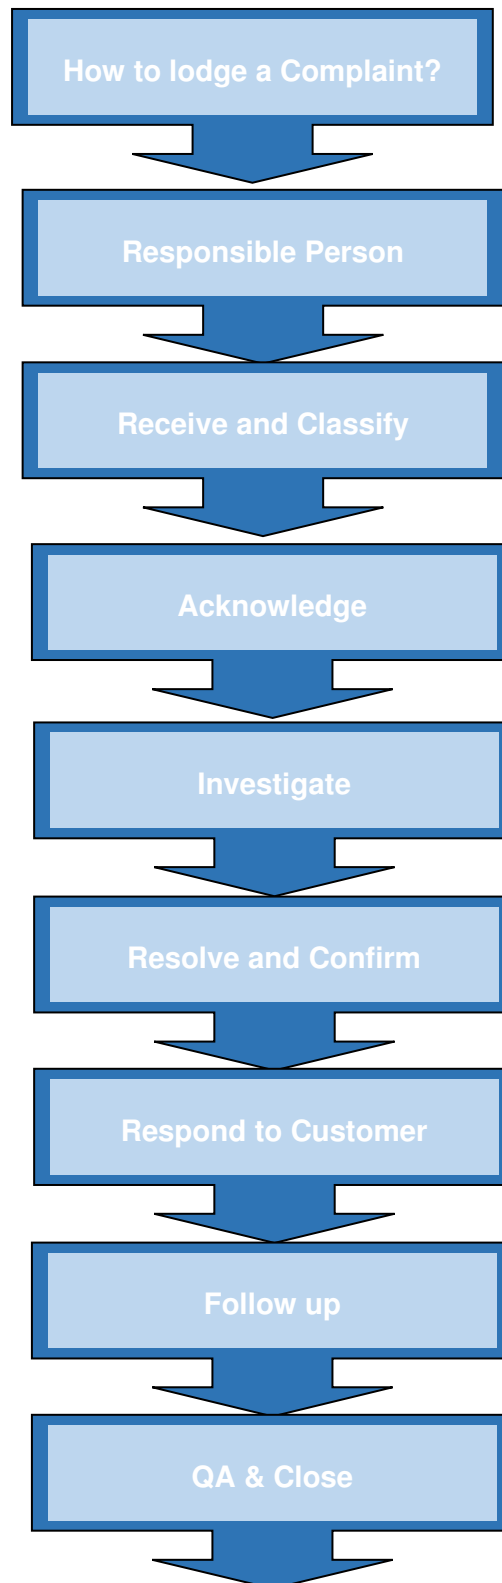 How to lodge a Complaint?
Responsible Person
Receive and Classify
Acknowledge
Investigate
Resolve and Confirm
Respond to Customer
Follow up
QA & Close